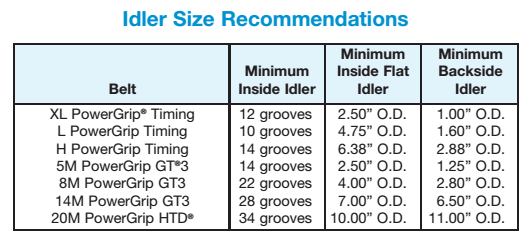 Idler Size Recommendations
Belt Minimum Inside Idler Minimum Inside Flat Idler Minimum Backside Idler
XL PowerGrip® Timing 12 grooves 2.50” O.D. 1.00” O.D.
L PowerGrip Timing 10 grooves 4.75” O.D. 1.60” O.D.
H PowerGrip Timing 14 grooves 6.38” O.D. 2.88” O.D.
5M PowerGrip GT®3 14 grooves 2.50” O.D. 1.25” O.D.
8M PowerGrip GT3 22 grooves 4.00” O.D. 2.80” O.D.
14M PowerGrip GT3 28 grooves 7.00” O.D. 6.50” O.D.
20M PowerGrip HTD® 34 grooves 10.00” O.D. 11.00” O.D.